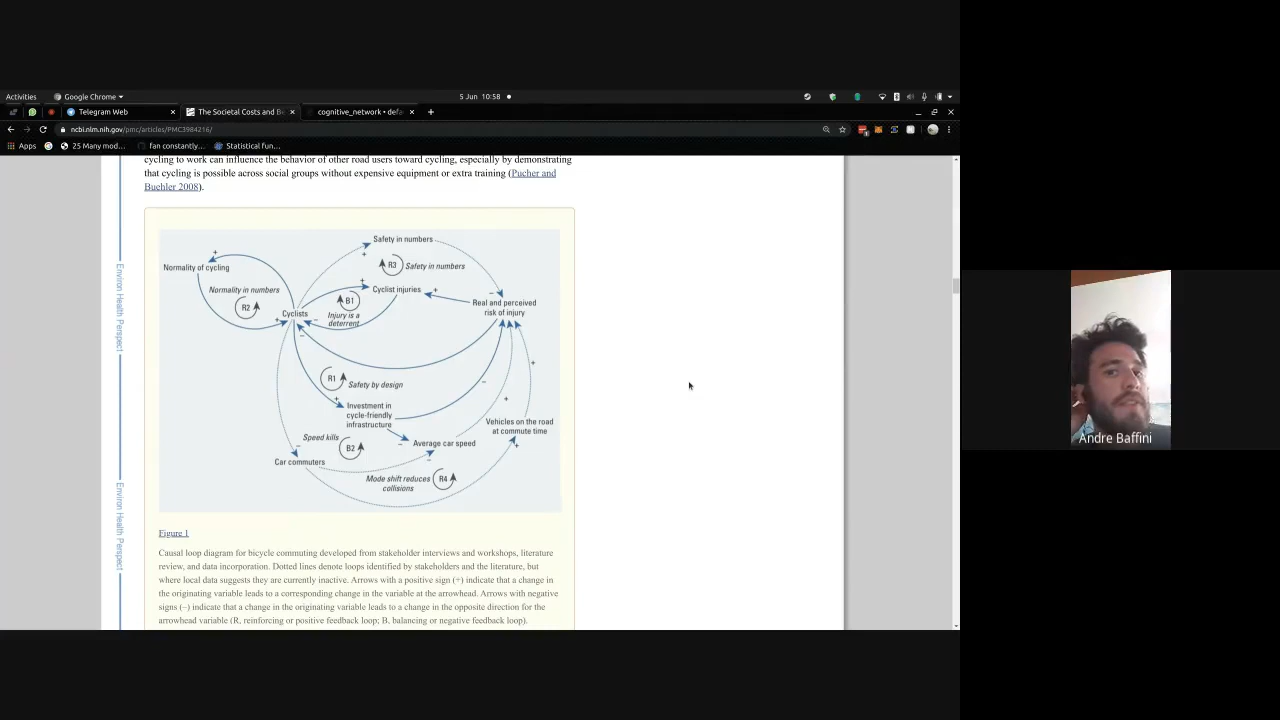 Activities
Google Chrome
5 Jun 10:58
Telegram Web
The Societal Costs and B
cognitive_network • defa
ncbi.nlm.nih.gov/pmc/articles/PMC3984216/
Apps
25 Many mod...
fan constantly...
Statistical fun...
cycling to work can influence the behavior of other road users toward cycling, especially by demonstrating
that cycling is possible across social groups without expensive equipment or extra training (Pucher and
Buehler 2008).
Environ Health Perspect
Environ Health Perspect
Safety in numbers
+
+
R3
Safety in numbers
Normality of cycling
Normality in numbers
R2
+
Cyclists
+
Cyclist injuries
+
B1
Injury is a
deterrent
–
–
–
Real and perceived
risk of injury
R1
Safety by design
+
Investment in
cycle-friendly
infrastructure
–
+
+
Vehicles on the road
at commute time
+
Speed kills
B2
–
Average car speed
–
–
Car commuters
Mode shift reduces
collisions
R4
Figure 1
Causal loop diagram for bicycle commuting developed from stakeholder interviews and workshops, literature
review, and data incorporation. Dotted lines denote loops identified by stakeholders and the literature, but
where local data suggests they are currently inactive. Arrows with a positive sign (+) indicate that a change in
the originating variable leads to a corresponding change in the variable at the arrowhead. Arrows with negative
signs (–) indicate that a change in the originating variable leads to a change in the opposite direction for the
arrowhead variable (R, reinforcing or positive feedback loop; B, balancing or negative feedback loop).
Andre Baffini